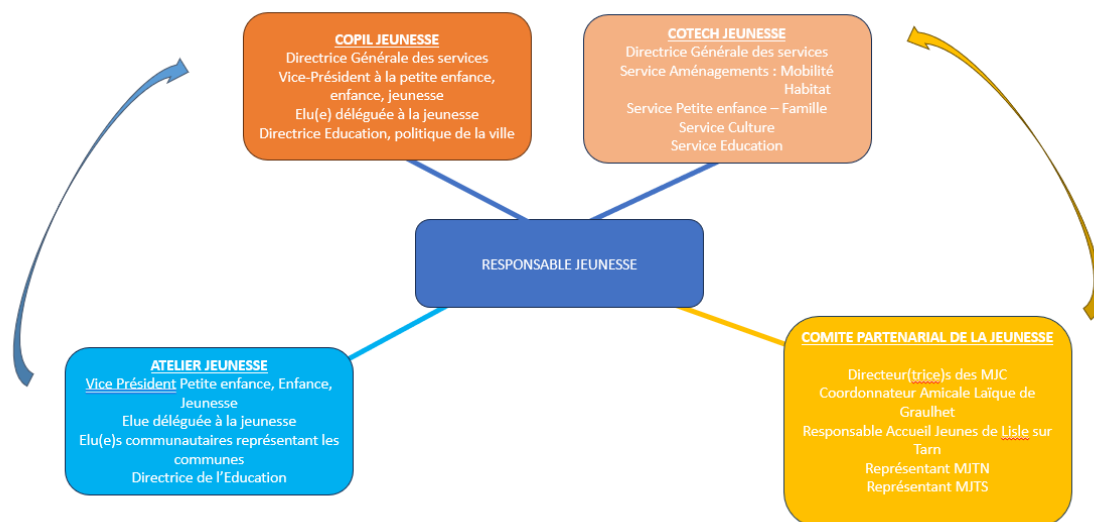 COPIL JEUNESSE
Directrice Générale des services
Vice-Président à la petite enfance,
enfance, jeunesse
Elu(e) déléguée à la jeunesse
Directrice Education, politique de la ville
COTECH JEUNESSE
Directrice Générale des services
Service Aménagements : Mobilité
Habitat
Service Petite enfance – Famille
Service Culture
Service Education
RESPONSABLE JEUNESSE
ATELIER JEUNESSE
Vice Président Petite enfance, Enfance,
Jeunesse
Elue déléguée à la jeunesse
Elu(e)s communautaires représentant les
communes
Directrice de l’Education
COMITE PARTENARIAL DE LA JEUNESSE
Directeur(trice)s des MJC
Coordonnateur Amicale Laïque de
Graulhet
Responsable Accueil Jeunes de Lisle sur
Tarn
Représentant MJTN
Représentant MJTS